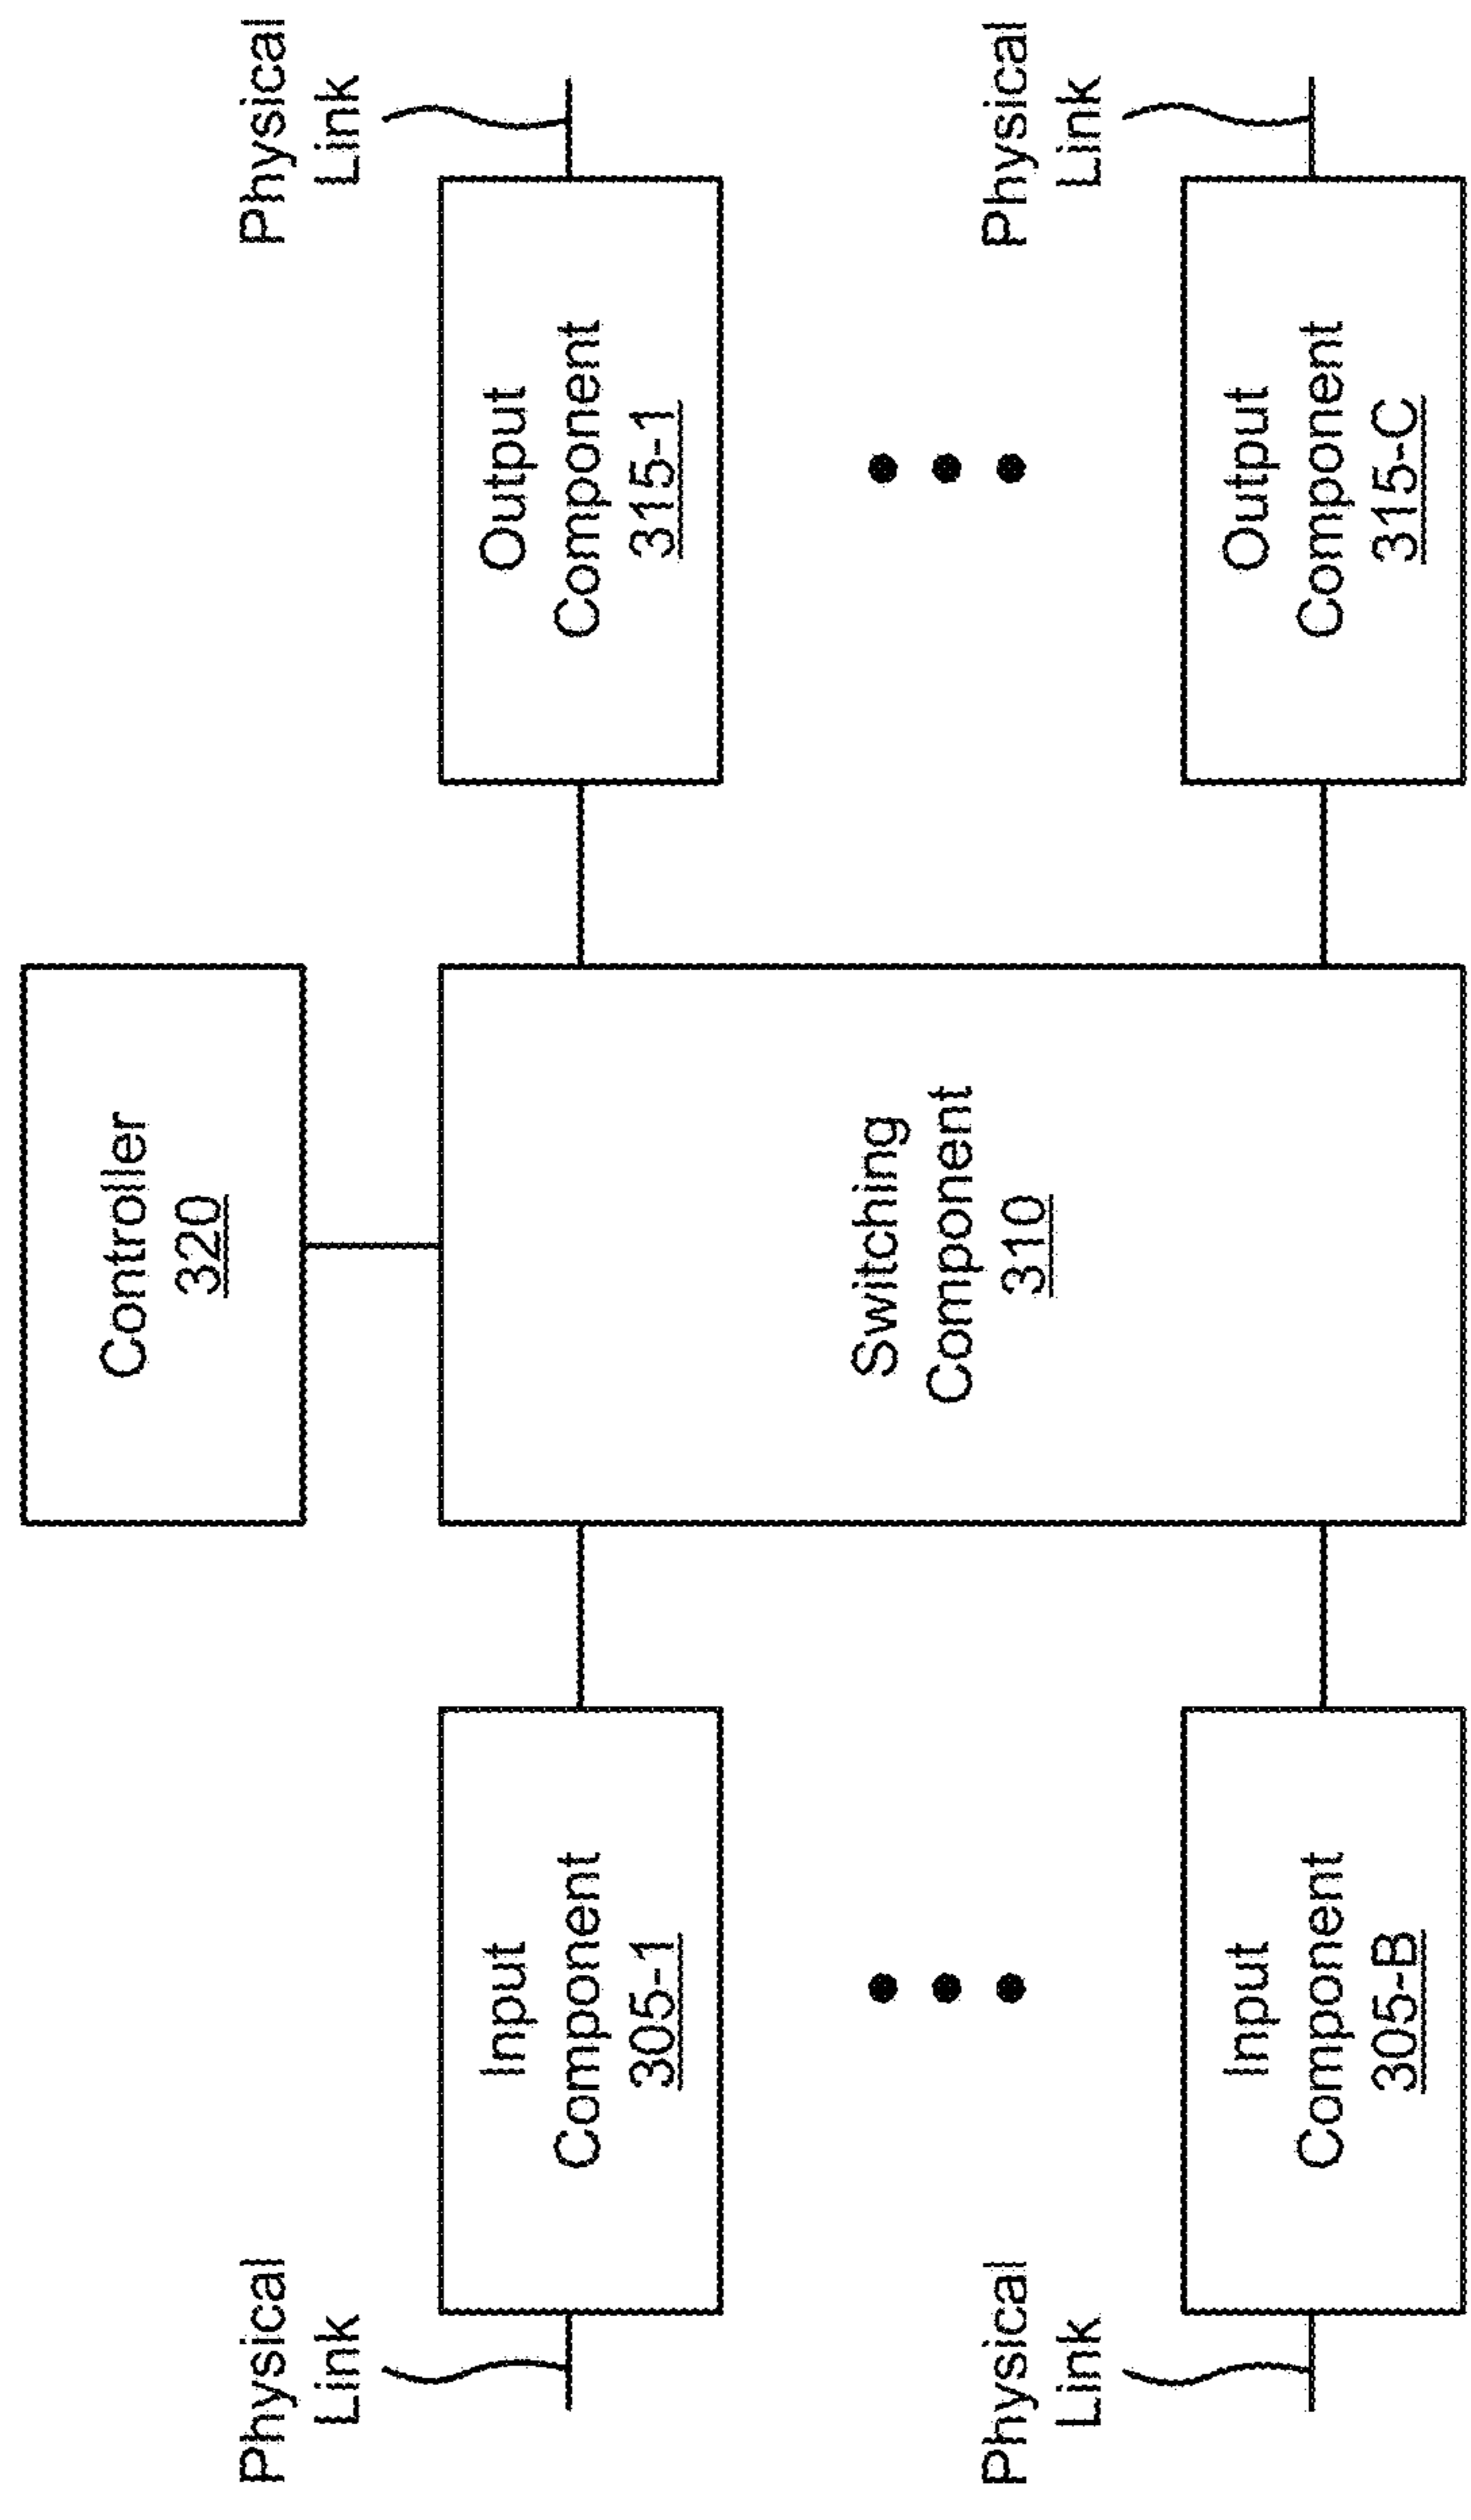 Controller
320
Physical
Link
Input
Component
305-1
Switching
Component
310
Output
Component
315-1
Physical
Link
Physical
Link
Input
Component
305-B
Output
Component
315-C
Physical
Link